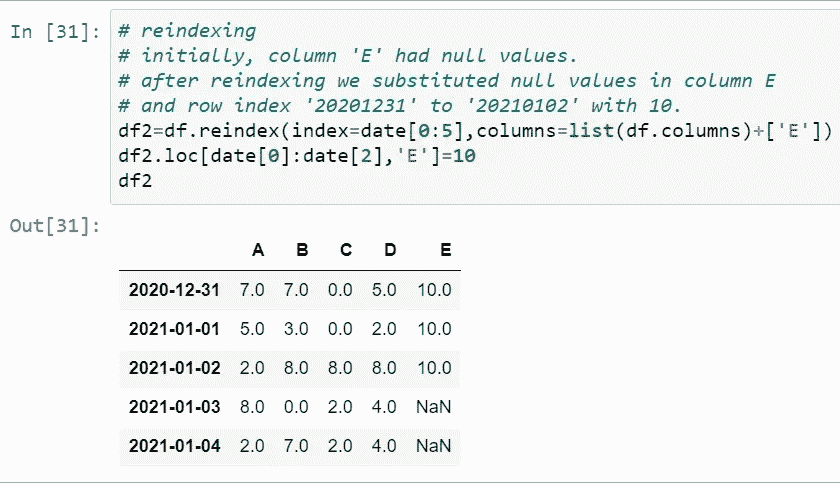 In [31]: # reindexing
# initially, column 'E' had null values.
# after reindexing we substituted null values in column E
# and row index '20201231' to '20210102' with 10.
df2=df.reindex(index=date[0:5],columns=list(df.columns)+['E'])
df2.loc[date[0]:date[2],'E']=10
df2
Out[31]:
A B C D E
2020-12-31 7.0 7.0 0.0 5.0 10.0
2021-01-01 5.0 3.0 0.0 2.0 10.0
2021-01-02 2.0 8.0 8.0 8.0 10.0
2021-01-03 8.0 0.0 2.0 4.0 NaN
2021-01-04 2.0 7.0 2.0 4.0 NaN